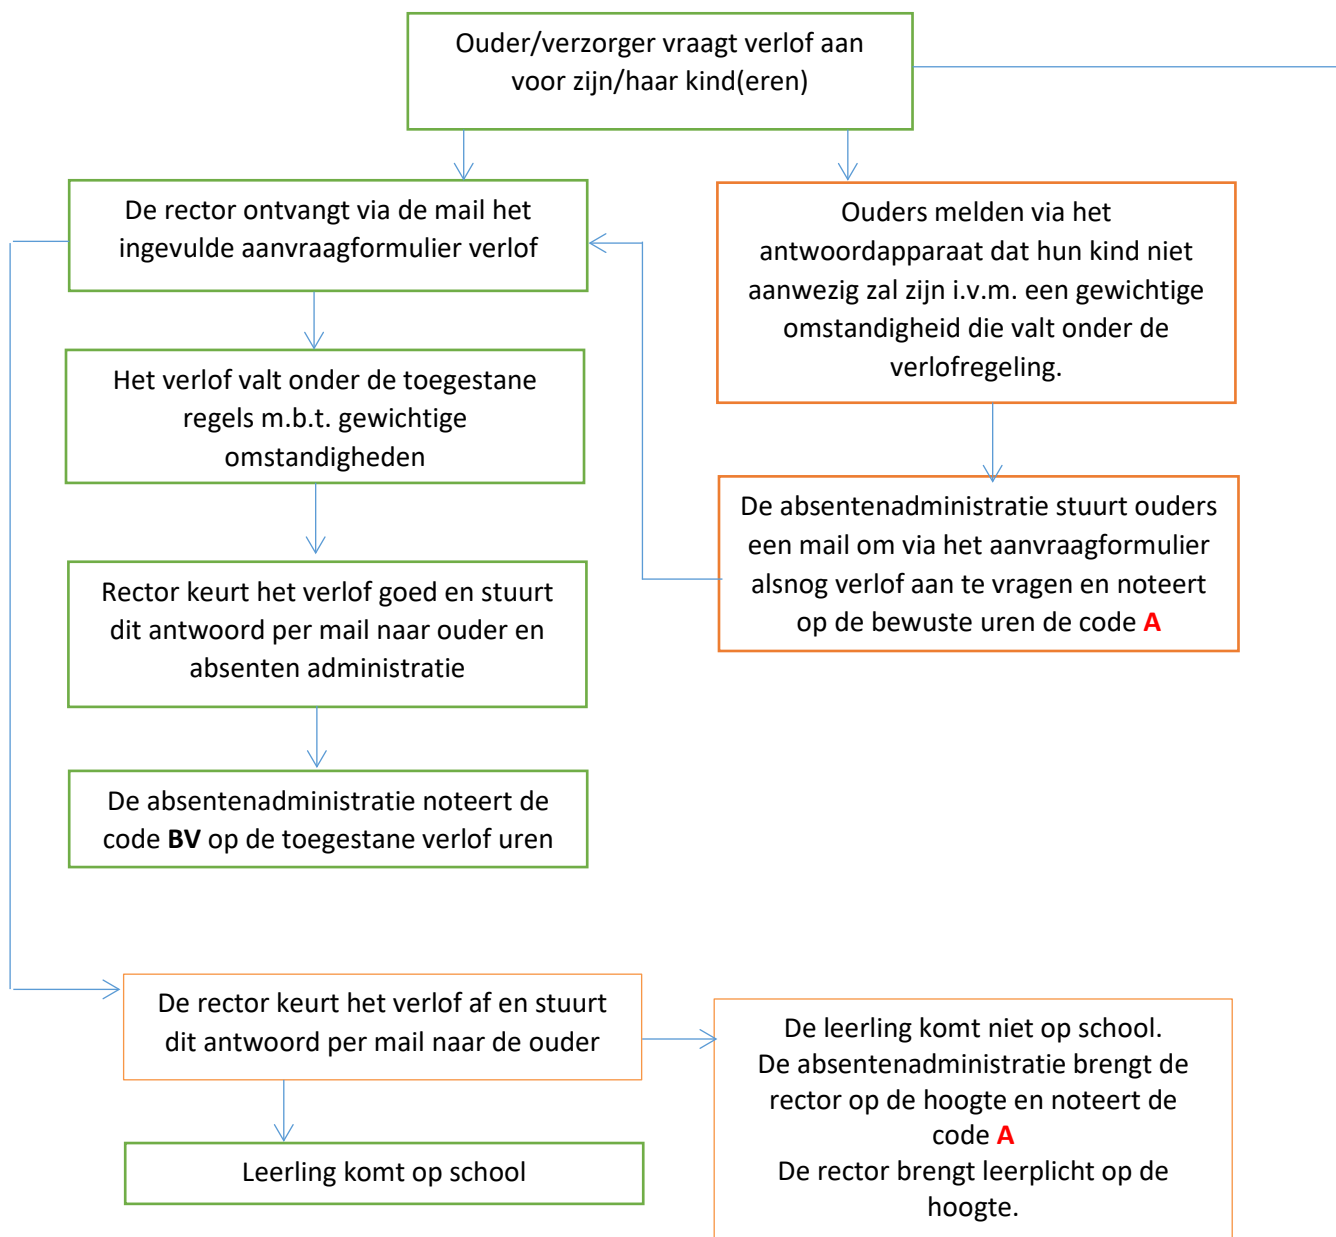 Ouder/verzorger vraagt verlof aan
voor zijn/haar kind(eren)
De rector ontvangt via de mail het
ingevulde aanvraagformulier verlof
Ouders melden via het
antwoordapparaat dat hun kind niet
aanwezig zal zijn i.v.m. een gewichtige
omstandigheid die valt onder de
verlofregeling.
Het verlof valt onder de toegestane
regels m.b.t. gewichtige
omstandigheden
De absentenadministratie stuurt ouders
een mail om via het aanvraagformulier
alsnog verlof aan te vragen en noteert
op de bewuste uren de code A
Rector keurt het verlof goed en stuurt
dit antwoord per mail naar ouder en
absenten administratie
De absentenadministratie noteert de
code BV op de toegestane verlof uren
De rector keurt het verlof af en stuurt
dit antwoord per mail naar de ouder
De leerling komt niet op school.
De absentenadministratie brengt de
rector op de hoogte en noteert de
code A
De rector brengt leerplicht op de
hoogte.
Leerling komt op school